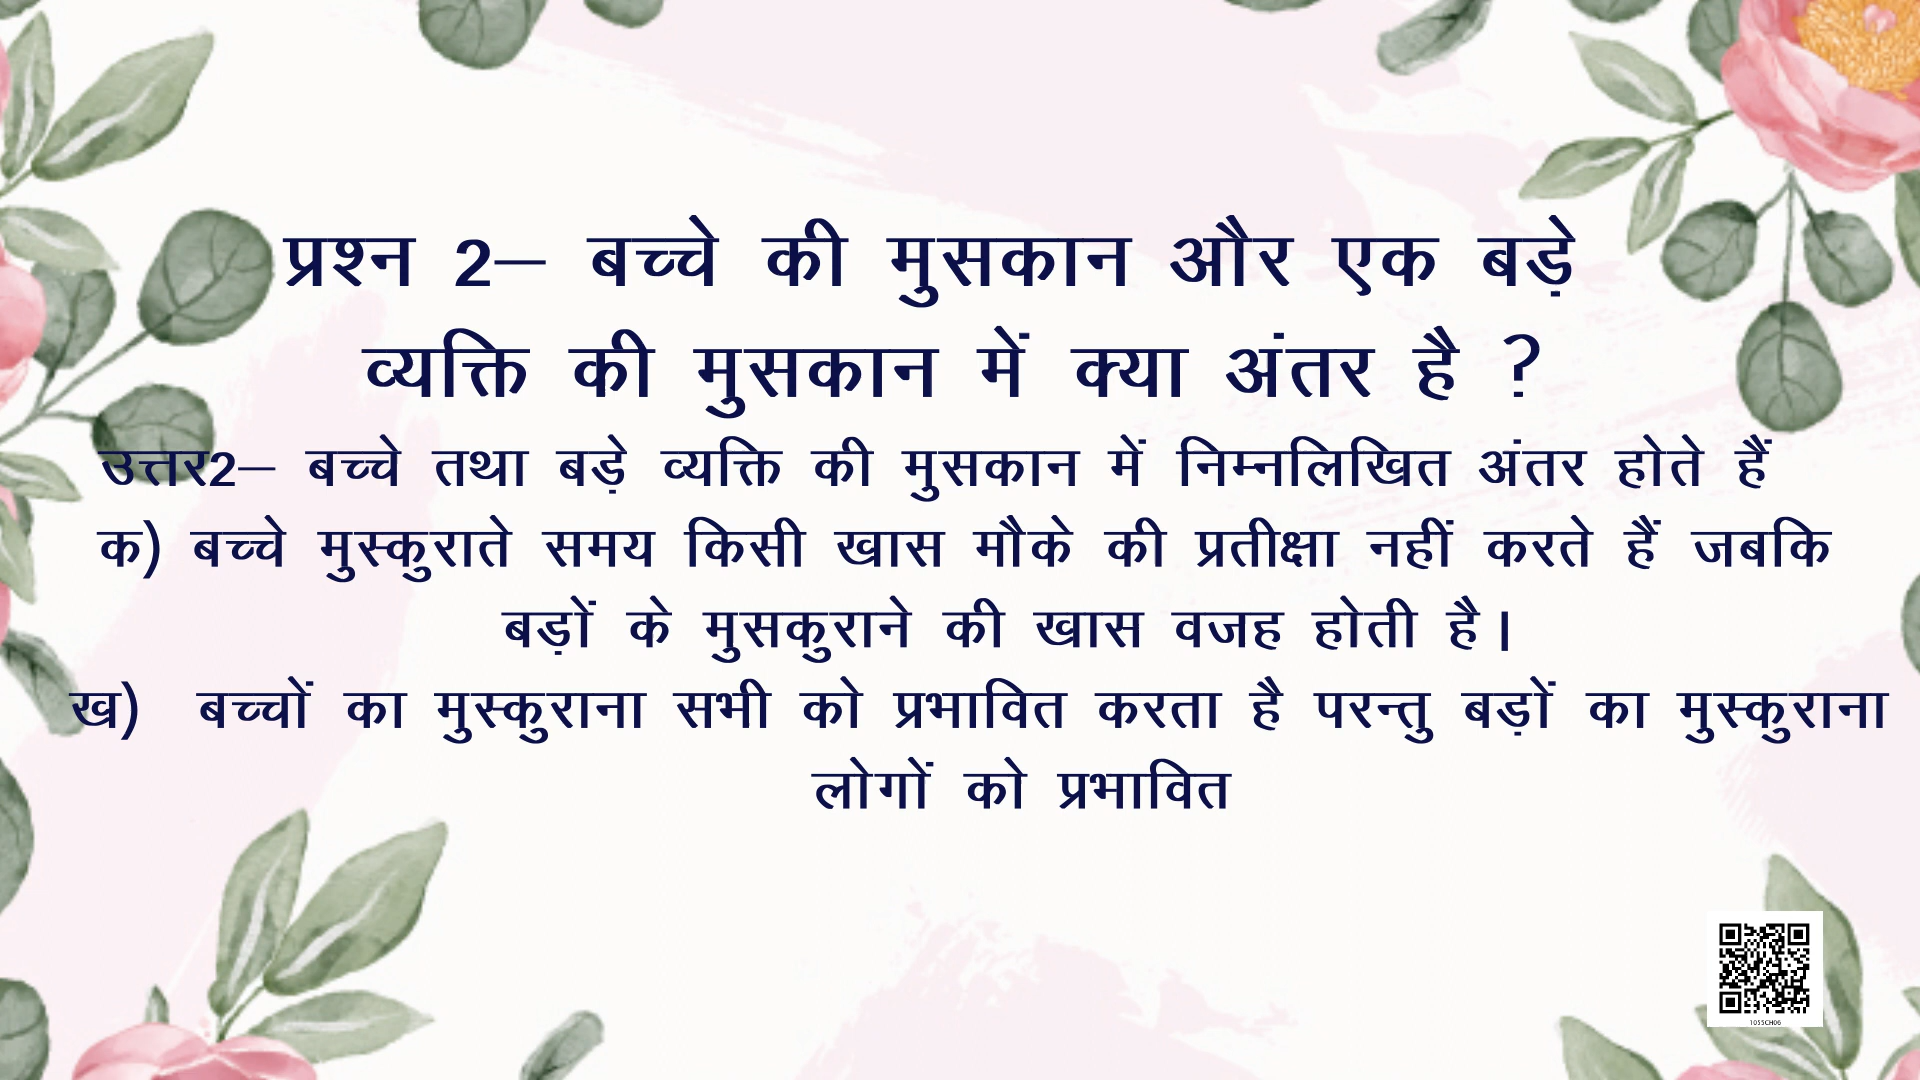 प्रश्न 2– बच्चे की मुसकान और एक बड़े
व्यक्ति की मुसकान में क्या अंतर है ?
उत्तर2– बच्चे तथा बड़े व्यक्ति की मुसकान में निम्नलिखित अंतर होते हैं
क) बच्चे मुस्कुराते समय किसी खास मौके की प्रतीक्षा नहीं करते हैं जबकि
बड़ों के मुसकुराने की खास वजह होती है।
ख) बच्चों का मुस्कुराना सभी को प्रभावित करता है परन्तु बड़ों का मुस्कुराना
लोगों को प्रभावित
1055CH06